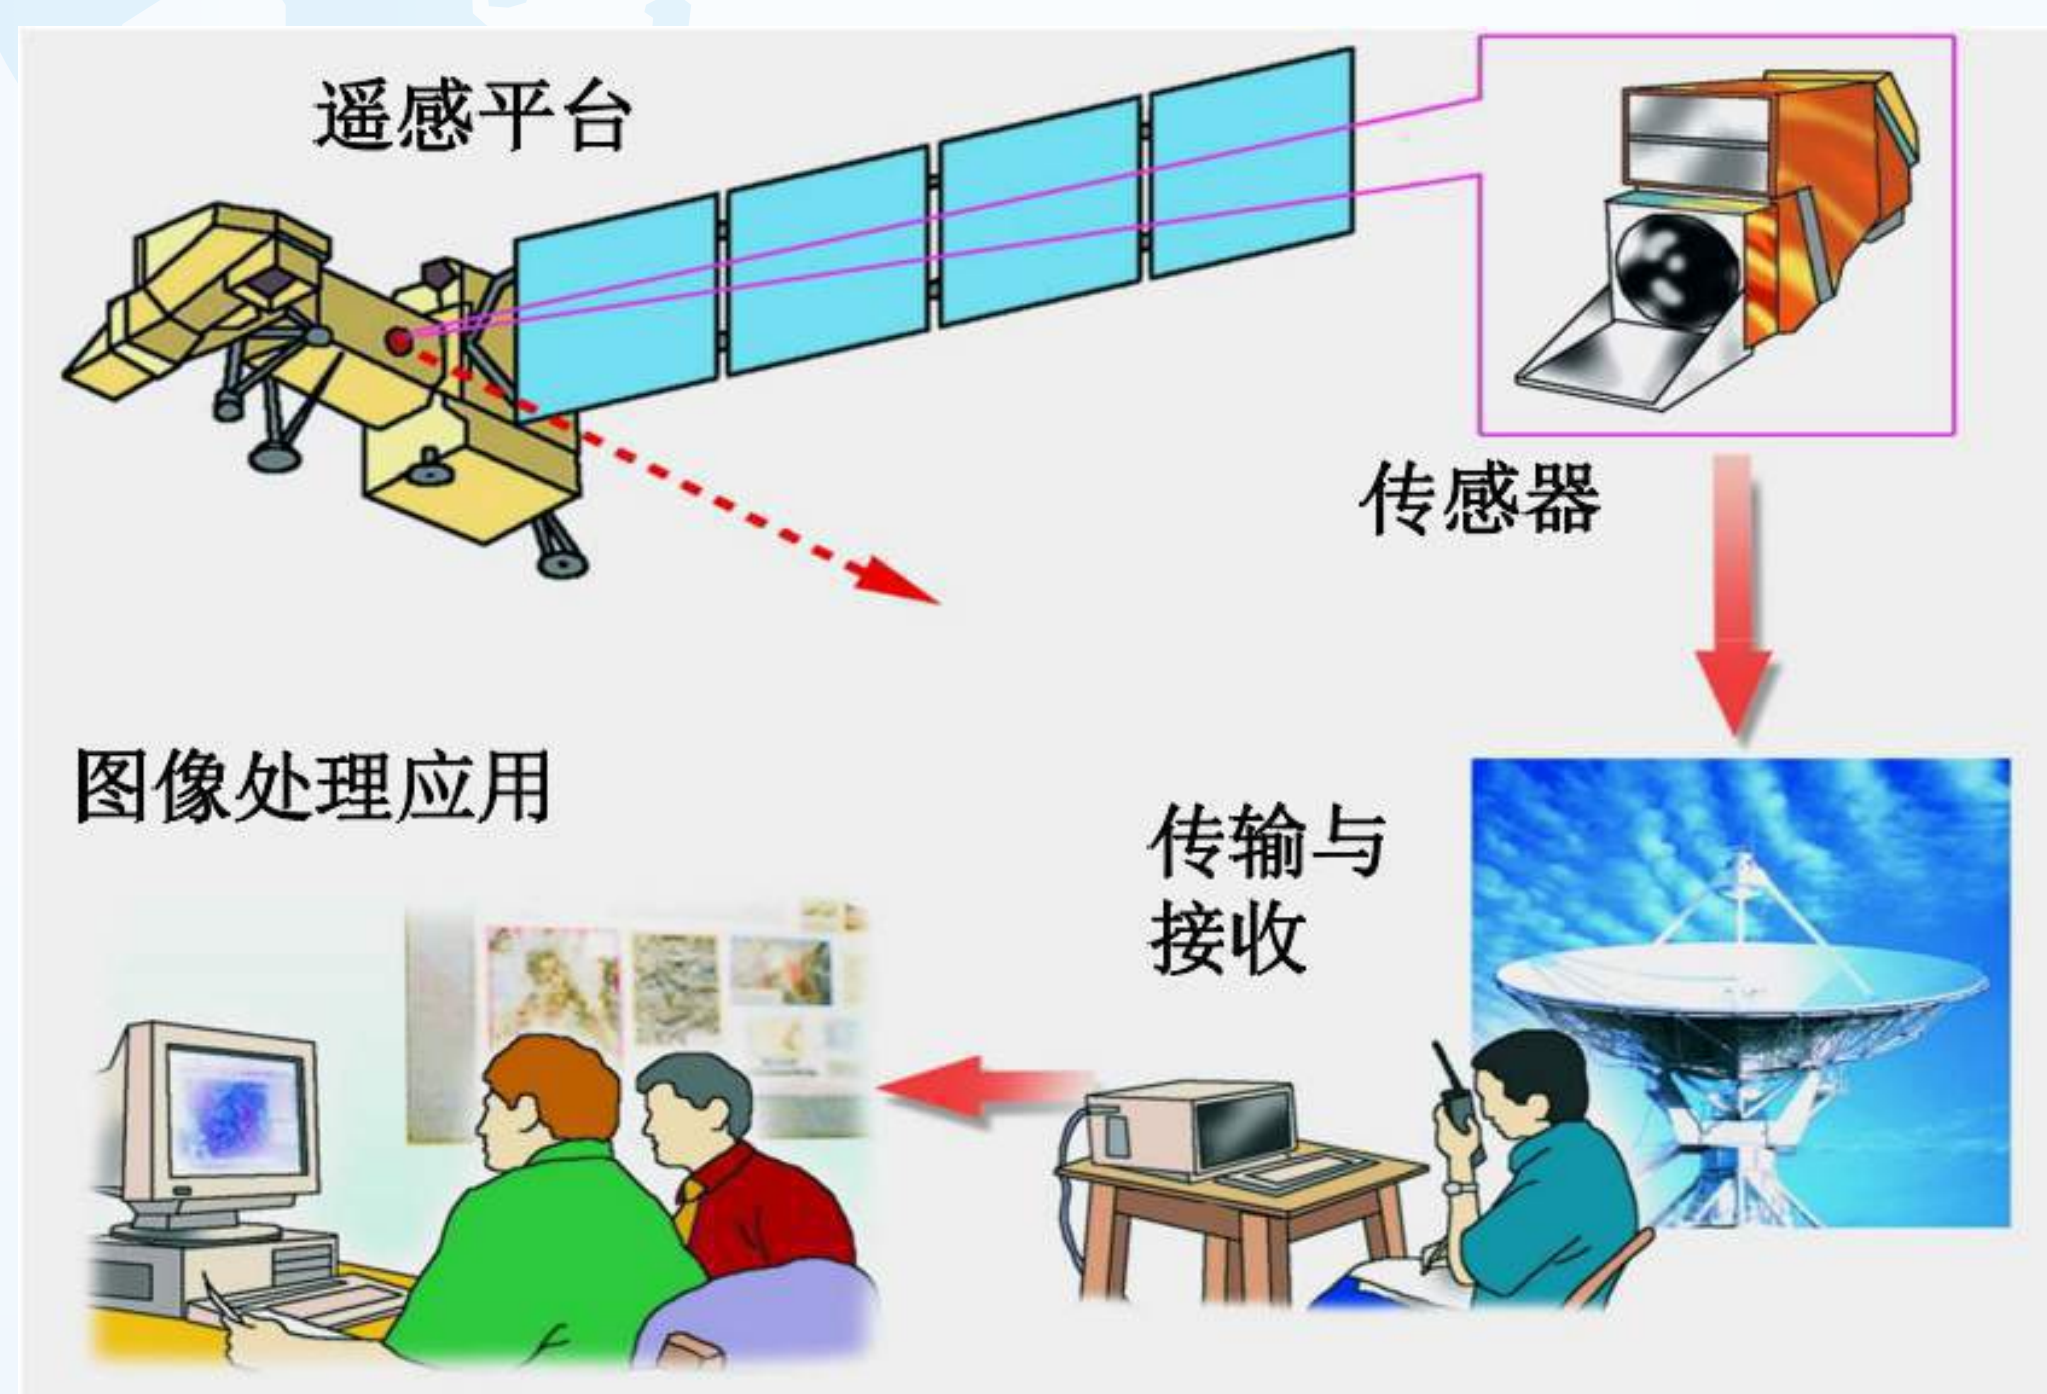 遥感平台
传感器
图像处理应用
传输与
接收